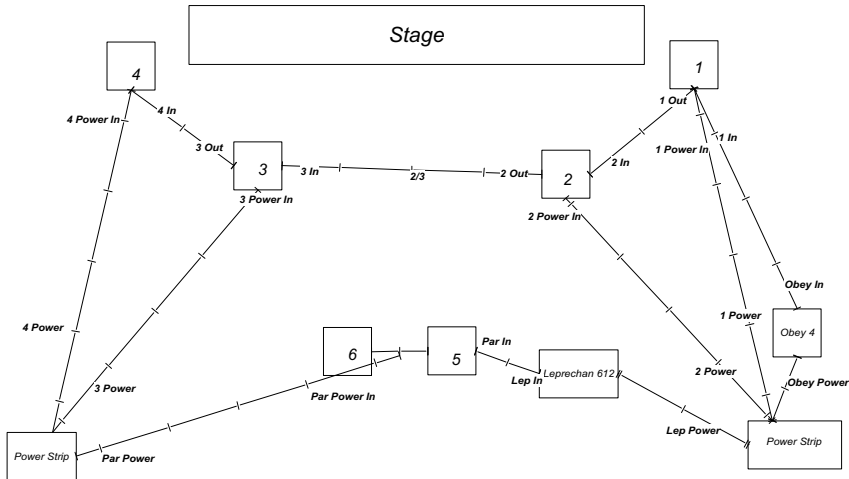 Stage
4
1
4 In
1 Out
4 Power In
1 In
3 Out
1 Power In
2 In
3
3 In
2/3
2 Out
2
3 Power In
2 Power In
Obey In
1 Power
4 Power
Obey 4
Par In
6
5
2 Power
Leprechan 612
Lep In
Obey Power
3 Power
Par Power In
Lep Power
Power Strip
Power Strip
Par Power